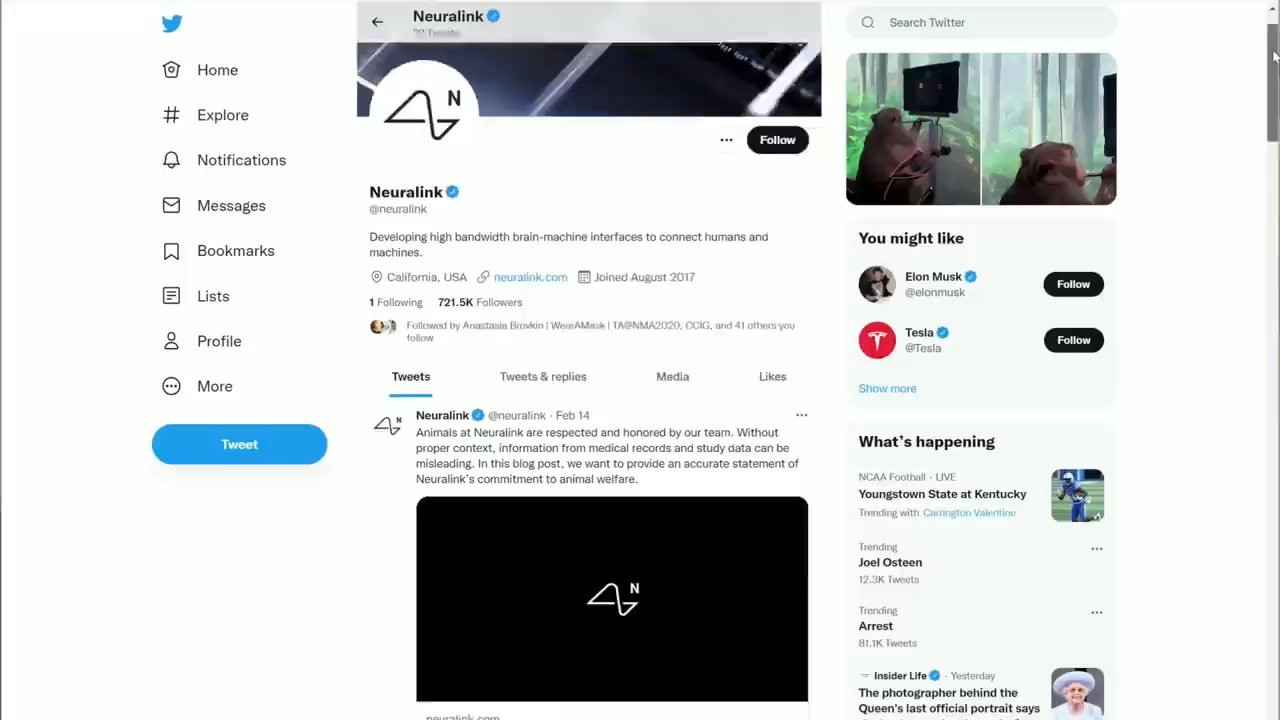 Home
Explore
Notifications
Messages
Bookmarks
Lists
Profile
More
Tweet
Neuralink
Tweets
N
Follow
Neuralink
@neuralink
Developing high bandwidth brain-machine interfaces to connect humans and
machines.
California, USA neuralink.com Joined August 2017
1 Following 721.5K Followers
Followed by Anastasia Brovkin | WearAMask | TA@NMA2020, CCIG, and 41 others you
follow
Tweets Tweets & replies Media Likes
Neuralink @neuralink · Feb 14
Animals at Neuralink are respected and honored by our team. Without
proper context, information from medical records and study data can be
misleading. In this blog post, we want to provide an accurate statement of
Neuralink's commitment to animal welfare.
N
neuralink.com
Search Twitter
You might like
Elon Musk
@elonmusk
Follow
Tesla
@Tesla
Follow
Show more
What's happening
NCAA Football · LIVE
Youngstown State at Kentucky
Trending with Carrington Valentine
Trending
Joel Osteen
12.3K Tweets
Trending
Arrest
81.1K Tweets
Insider Life · Yesterday
The photographer behind the
Queen's last official portrait says